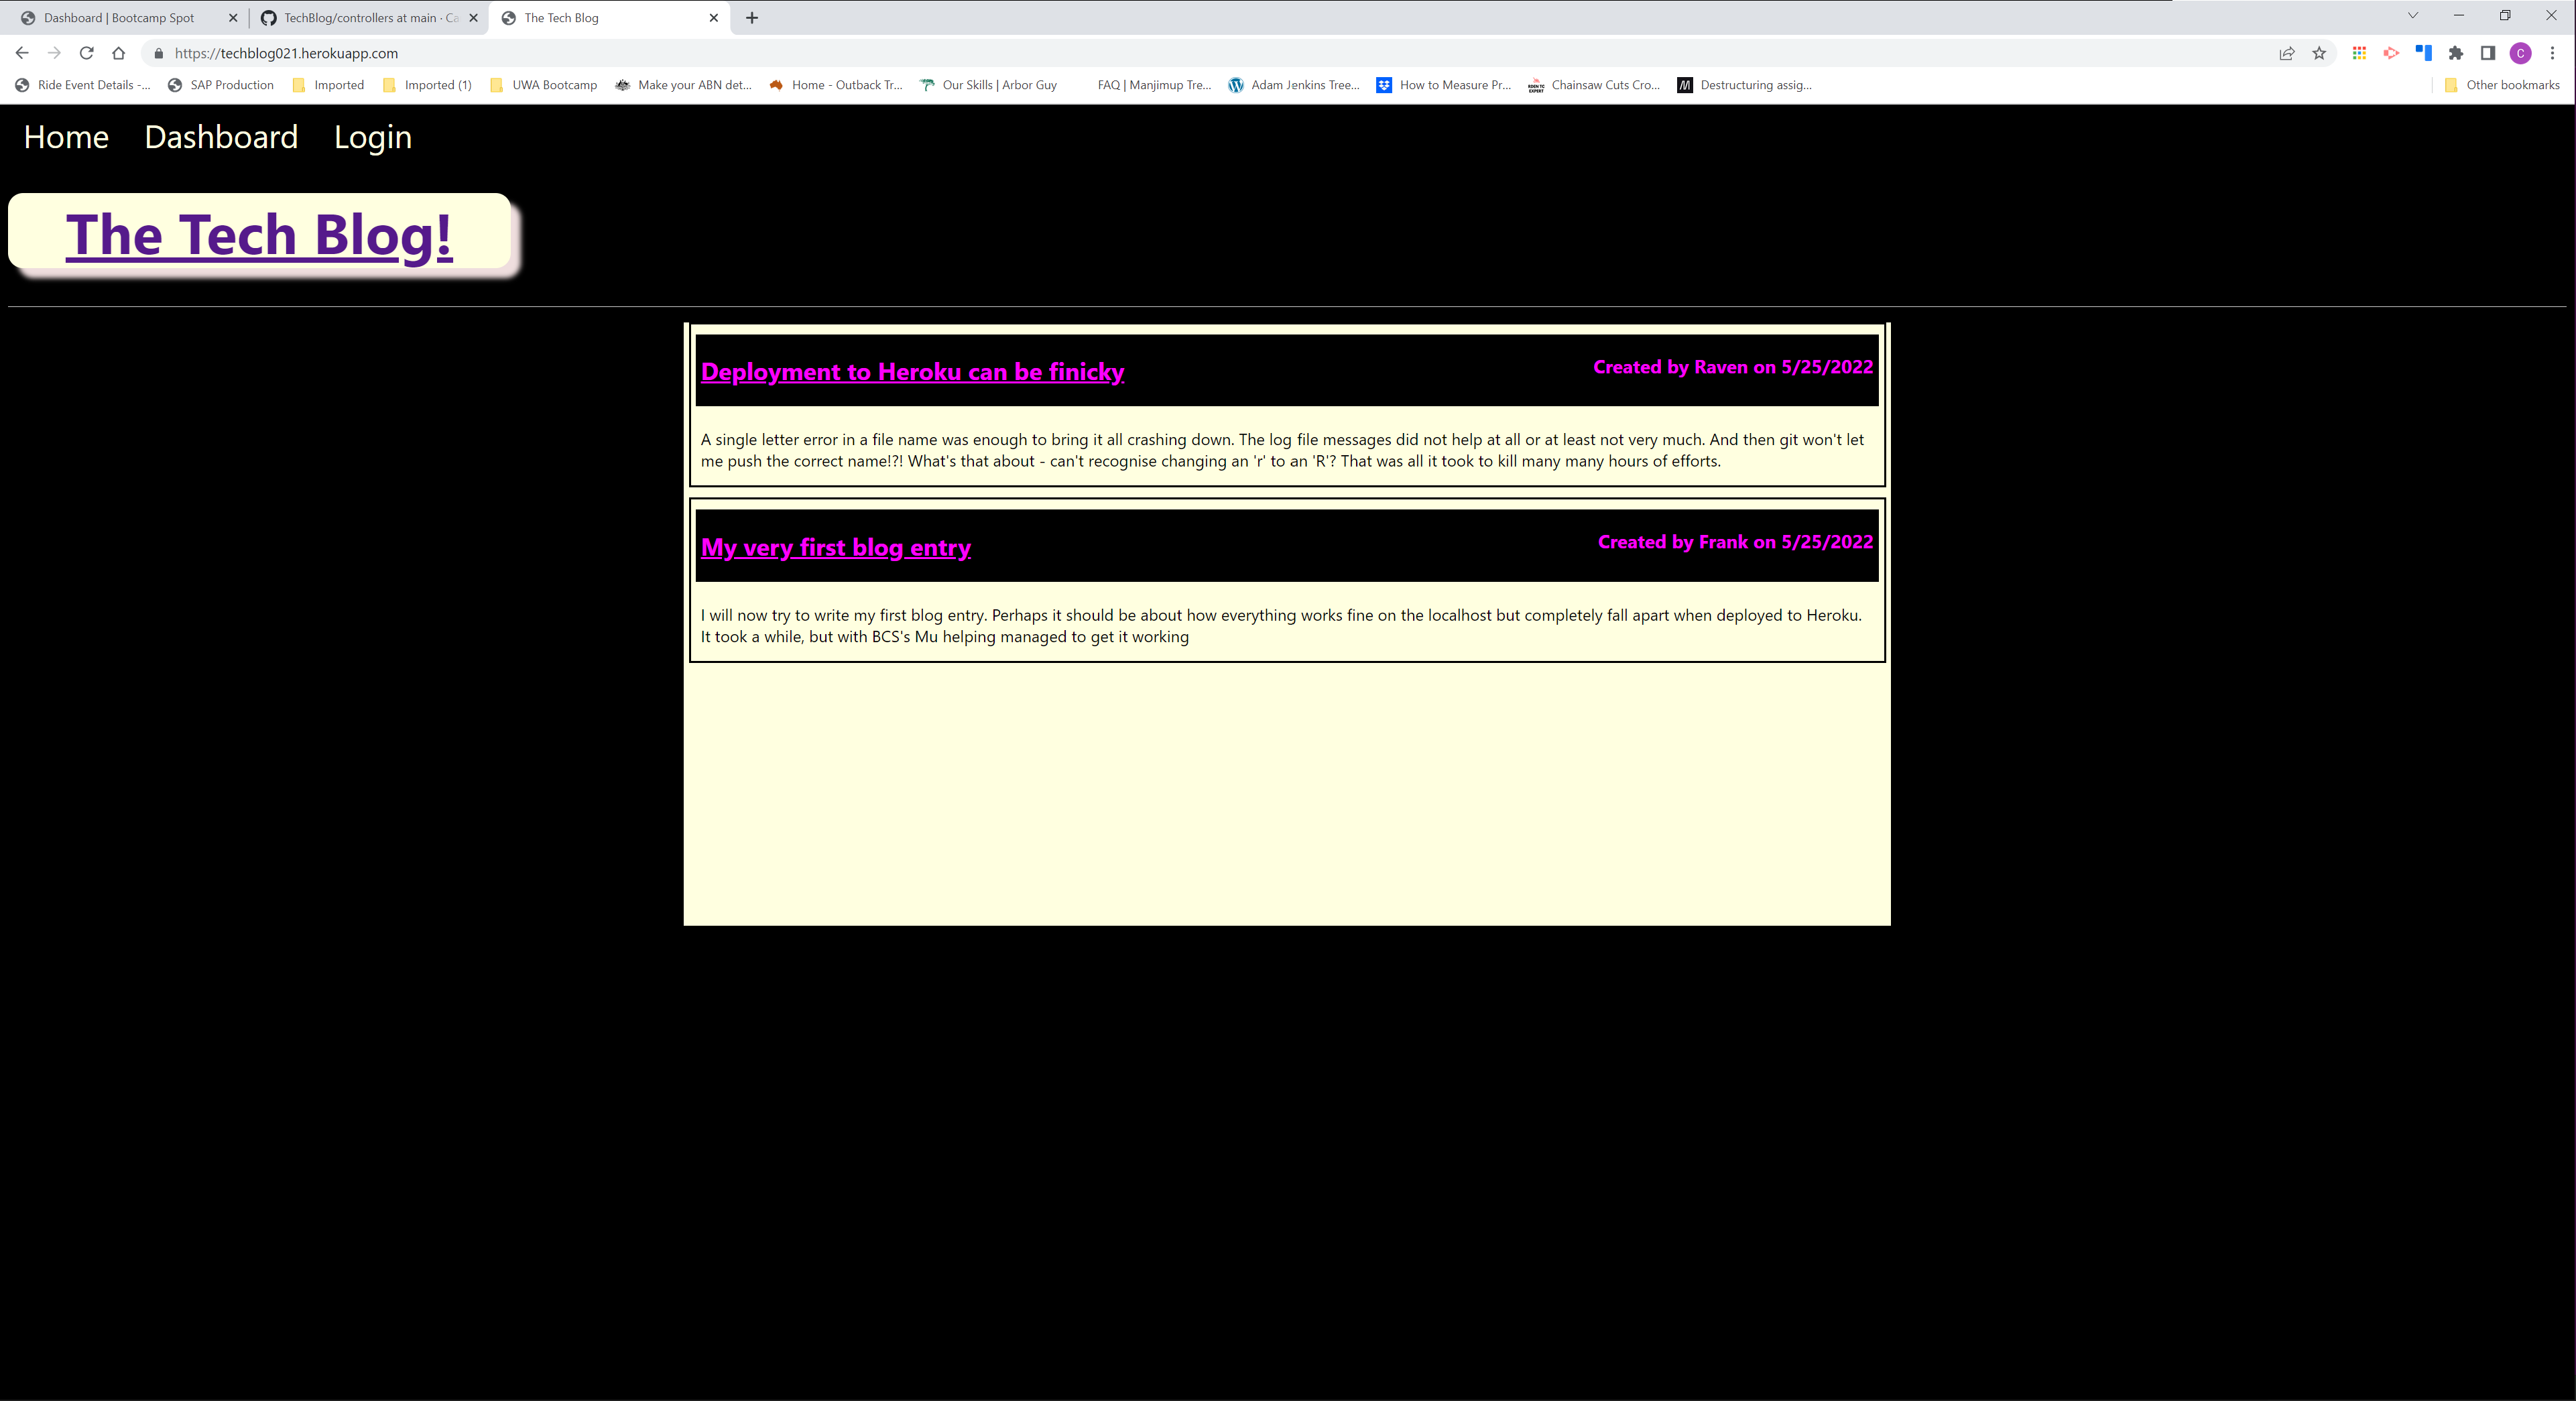 Dashboard | Bootcamp Spot
TechBlog/controllers at main · Ca
The Tech Blog
https://techblog021.herokuapp.com
C
Ride Event Details -...
SAP Production
Imported
Imported (1)
UWA Bootcamp
Make your ABN det...
Home - Outback Tr...
Our Skills | Arbor Guy
FAQ | Manjimup Tre...
Adam Jenkins Tree...
How to Measure Pr...
Chainsaw Cuts Cro...
Destructuring assig...
Other bookmarks
Home Dashboard Login
The Tech Blog!
Deployment to Heroku can be finicky
Created by Raven on 5/25/2022
A single letter error in a file name was enough to bring it all crashing down. The log file messages did not help at all or at least not very much. And then git won't let
me push the correct name!?! What's that about - can't recognise changing an 'r' to an 'R'? That was all it took to kill many many hours of efforts.
My very first blog entry
Created by Frank on 5/25/2022
I will now try to write my first blog entry. Perhaps it should be about how everything works fine on the localhost but completely fall apart when deployed to Heroku.
It took a while, but with BCS's Mu helping managed to get it working